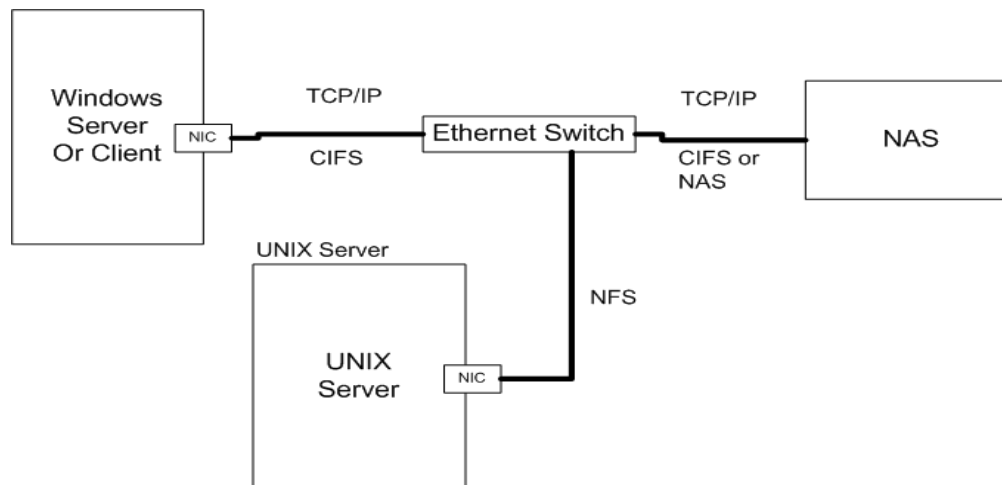 Windows
Server
Or Client
NIC
TCP/IP
CIFS
Ethernet Switch
TCP/IP
CIFS or
NAS
NAS
UNIX Server
UNIX
Server
NIC
NFS